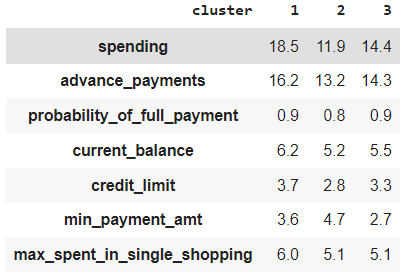 cluster 1 2 3
spending 18.5 11.9 14.4
advance_payments 16.2 13.2 14.3
probability_of_full_payment 0.9 0.8 0.9
current_balance 6.2 5.2 5.5
credit_limit 3.7 2.8 3.3
min_payment_amt 3.6 4.7 2.7
max_spent_in_single_shopping 6.0 5.1 5.1